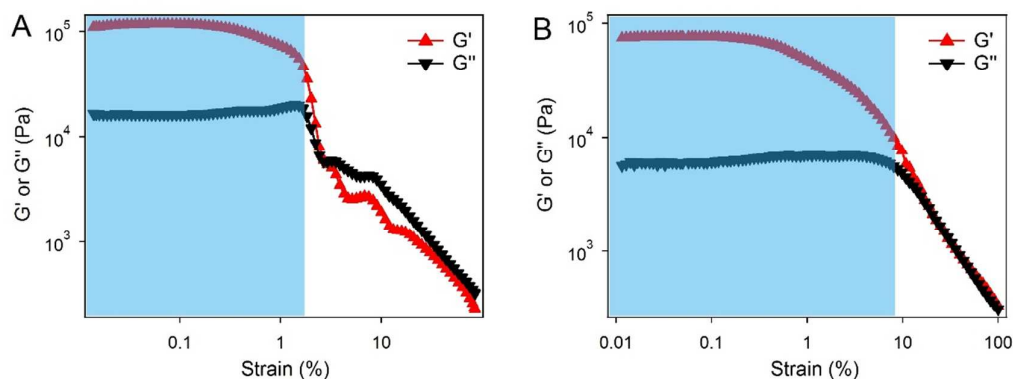 A
G' or G" (Pa)
10⁵
10⁴
10³
G'
G"
0.1
1
10
Strain (%)
B
G' or G" (Pa)
10⁵
10⁴
10³
G'
G"
0.01
0.1
1
10
100
Strain (%)